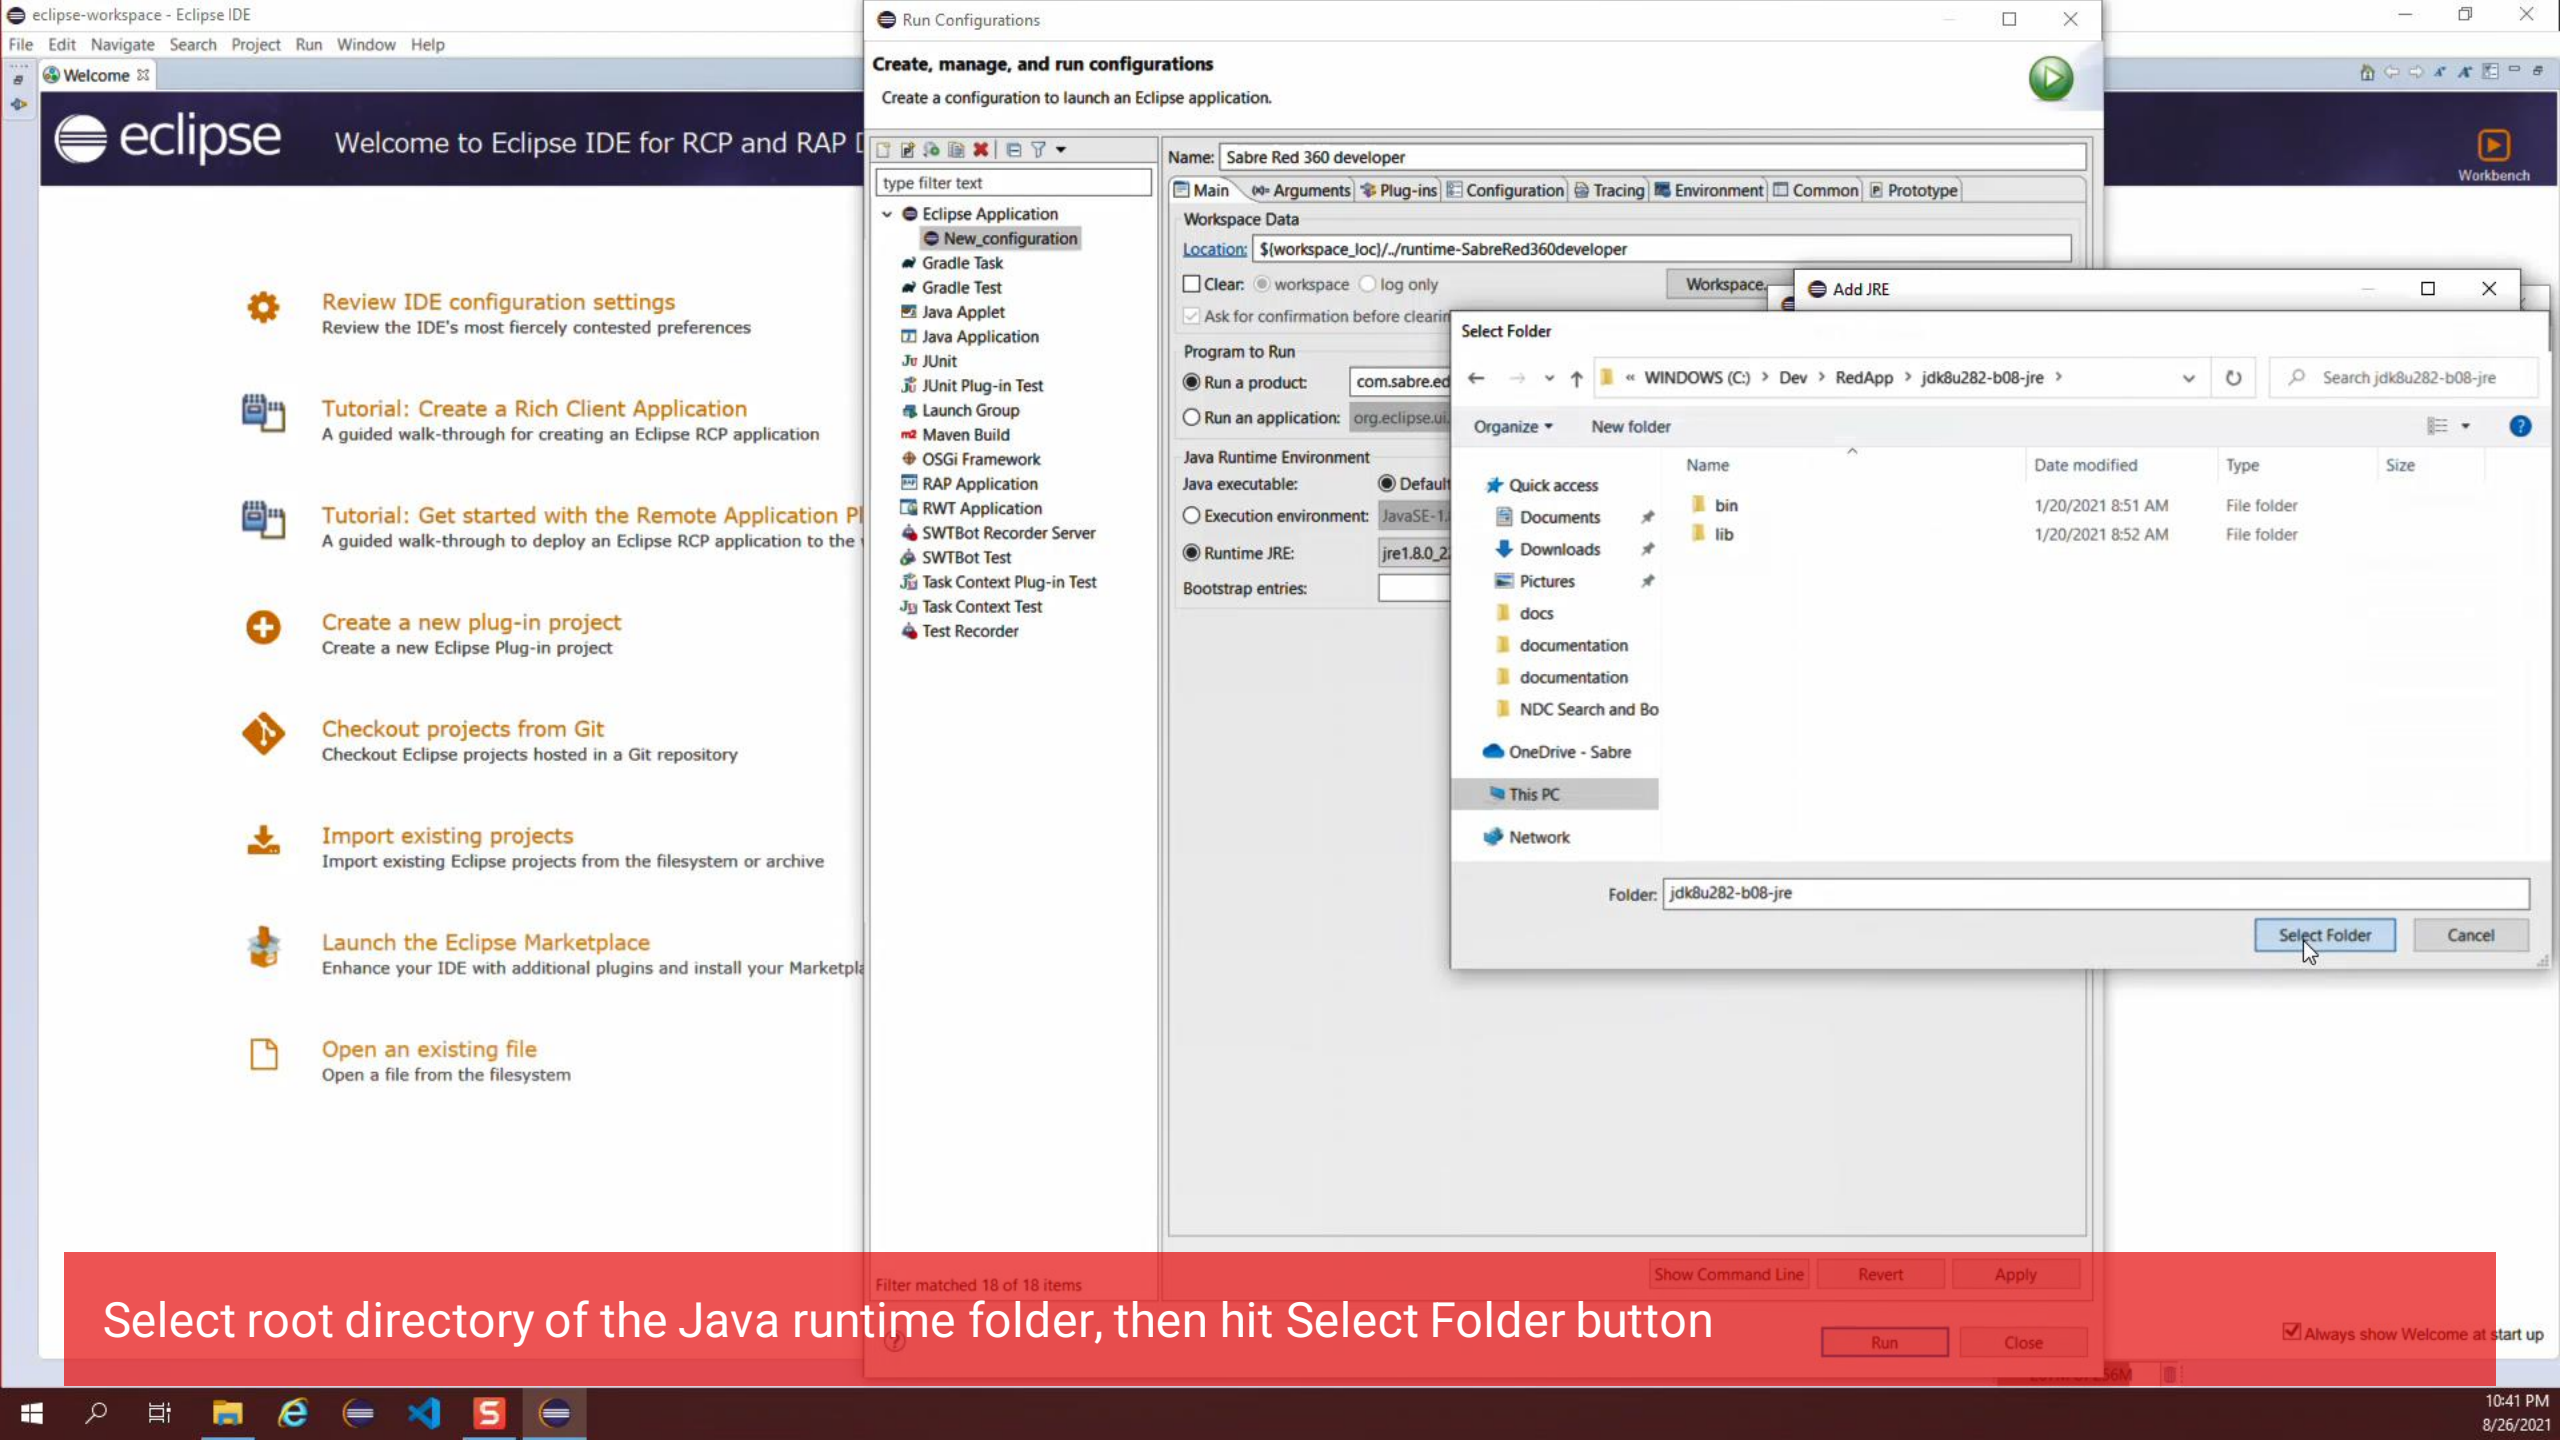 eclipse-workspace - Eclipse IDE
File Edit Navigate Search Project Run Window Help
Welcome
eclipse
Welcome to Eclipse IDE for RCP and RAP
Workbench
Review IDE configuration settings
Review the IDE's most fiercely contested preferences
Tutorial: Create a Rich Client Application
A guided walk-through for creating an Eclipse RCP application
Tutorial: Get started with the Remote Application Pl
A guided walk-through to deploy an Eclipse RCP application to the
Create a new plug-in project
Create a new Eclipse Plug-in project
Checkout projects from Git
Checkout Eclipse projects hosted in a Git repository
Import existing projects
Import existing Eclipse projects from the filesystem or archive
Launch the Eclipse Marketplace
Enhance your IDE with additional plugins and install your Marketpla
Open an existing file
Open a file from the filesystem
Run Configurations
Create, manage, and run configurations
Create a configuration to launch an Eclipse application.
type filter text
Eclipse Application
New_configuration
Gradle Task
Gradle Test
Java Applet
Java Application
JUnit
JUnit Plug-in Test
Launch Group
Maven Build
OSGi Framework
RAP Application
RWT Application
SWTBot Recorder Server
SWTBot Test
Task Context Plug-in Test
Task Context Test
Test Recorder
Filter matched 18 of 18 items
Name: Sabre Red 360 developer
Main Arguments Plug-ins Configuration Tracing Environment Common Prototype
Workspace Data
Location: ${workspace_loc}/../runtime-SabreRed360developer
Clear: workspace log only Workspace.
Ask for confirmation before clearin
Program to Run
Run a product: com.sabre.ed
Run an application: org.eclipse.ui.
Java Runtime Environment
Java executable: Default
Execution environment: JavaSE-1.
Runtime JRE: jre1.8.0_2
Bootstrap entries:
Show Command Line Revert Apply
Run Close
Add JRE
Select Folder
« WINDOWS (C:) > Dev > RedApp > jdk8u282-b08-jre >
Search jdk8u282-b08-jre
Organize New folder
Name Date modified Type Size
bin 1/20/2021 8:51 AM File folder
lib 1/20/2021 8:52 AM File folder
Quick access
Documents
Downloads
Pictures
docs
documentation
documentation
NDC Search and Bo
OneDrive - Sabre
This PC
Network
Folder: jdk8u282-b08-jre
Select Folder Cancel
Select root directory of the Java runtime folder, then hit Select Folder button
Always show Welcome at start up
10:41 PM
8/26/2021